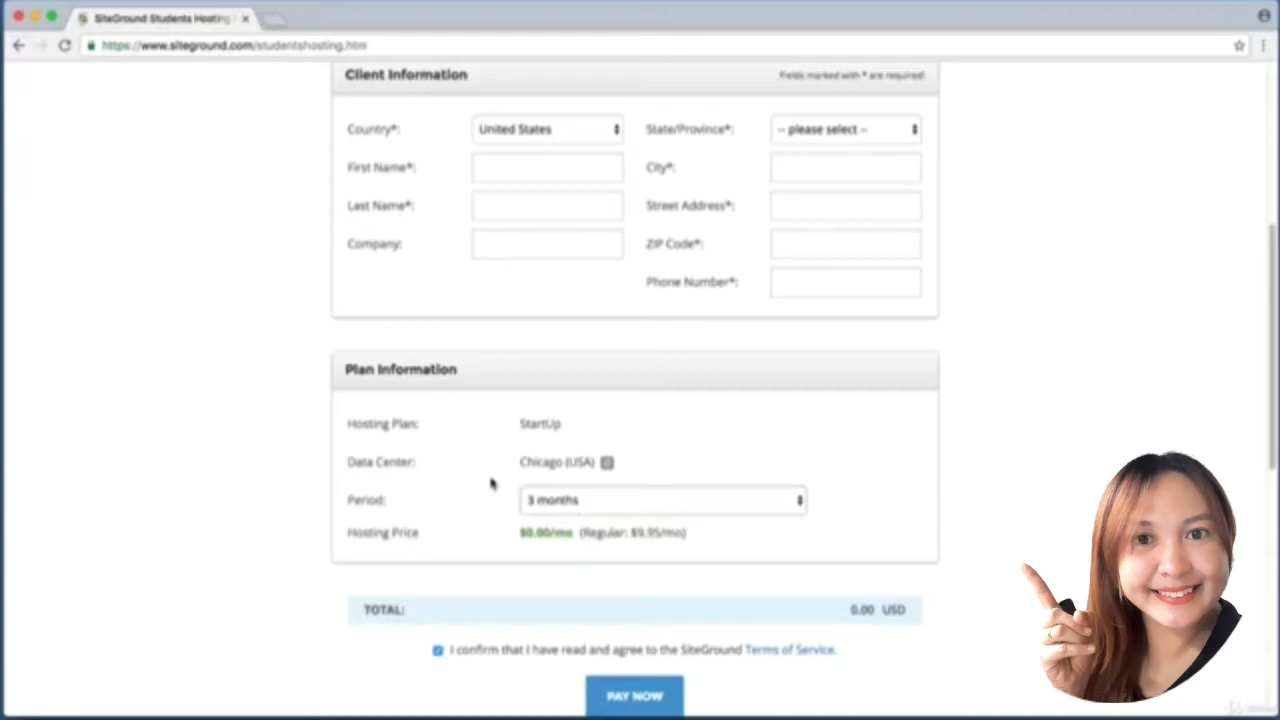 SiteGround Students Hosting
https://www.siteground.com/studentshosting.htm
Client Information
Fields marked with * are required!
Country*:
United States
State/Province*:
-- please select --
First Name*:
City*:
Last Name*:
Street Address*:
Company:
ZIP Code*:
Phone Number*:
Plan Information
Hosting Plan:
StartUp
Data Center:
Chicago (USA)
Period:
3 months
Hosting Price
$0.00/mo (Regular: $9.95/mo)
TOTAL:
0.00 USD
I confirm that I have read and agree to the SiteGround Terms of Service.
PAY NOW